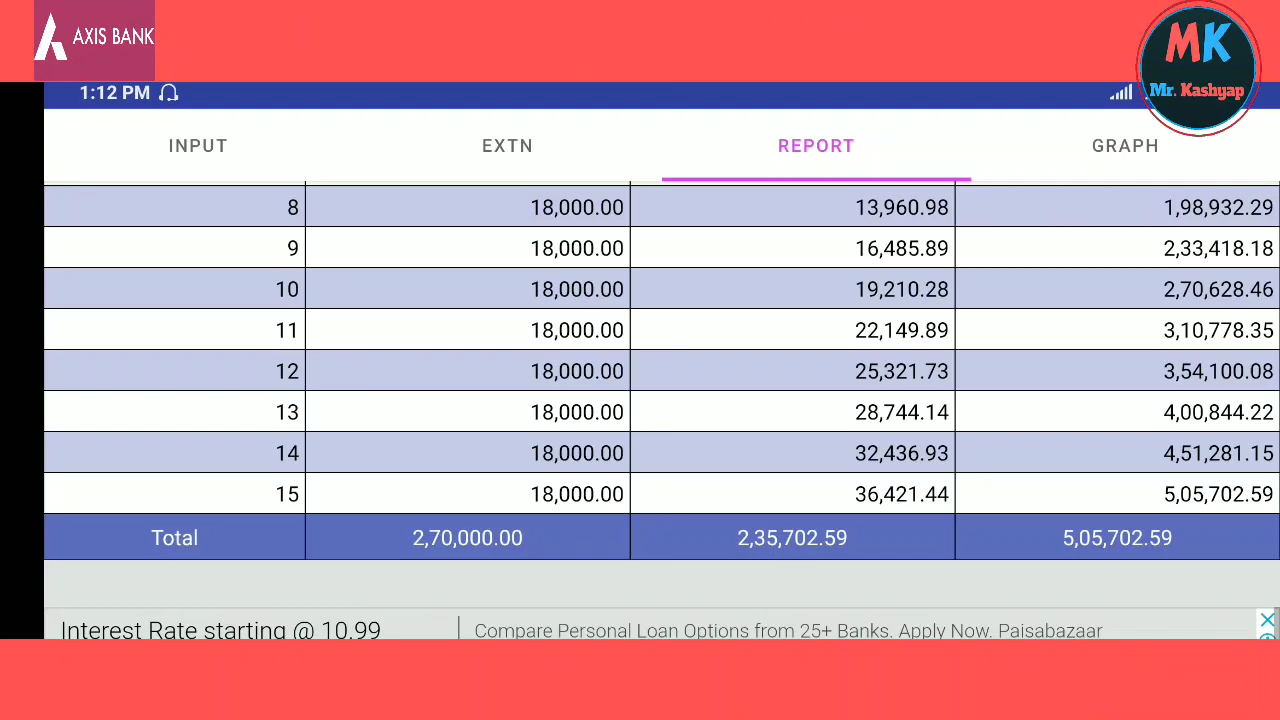 AXIS BANK
MK
Mr. Kashyap
1:12 PM
INPUT EXTN REPORT GRAPH
8 18,000.00 13,960.98 1,98,932.29
9 18,000.00 16,485.89 2,33,418.18
10 18,000.00 19,210.28 2,70,628.46
11 18,000.00 22,149.89 3,10,778.35
12 18,000.00 25,321.73 3,54,100.08
13 18,000.00 28,744.14 4,00,844.22
14 18,000.00 32,436.93 4,51,281.15
15 18,000.00 36,421.44 5,05,702.59
Total 2,70,000.00 2,35,702.59 5,05,702.59
Interest Rate starting @ 10.99 Compare Personal Loan Options from 25+ Banks. Apply Now. Paisabazaar